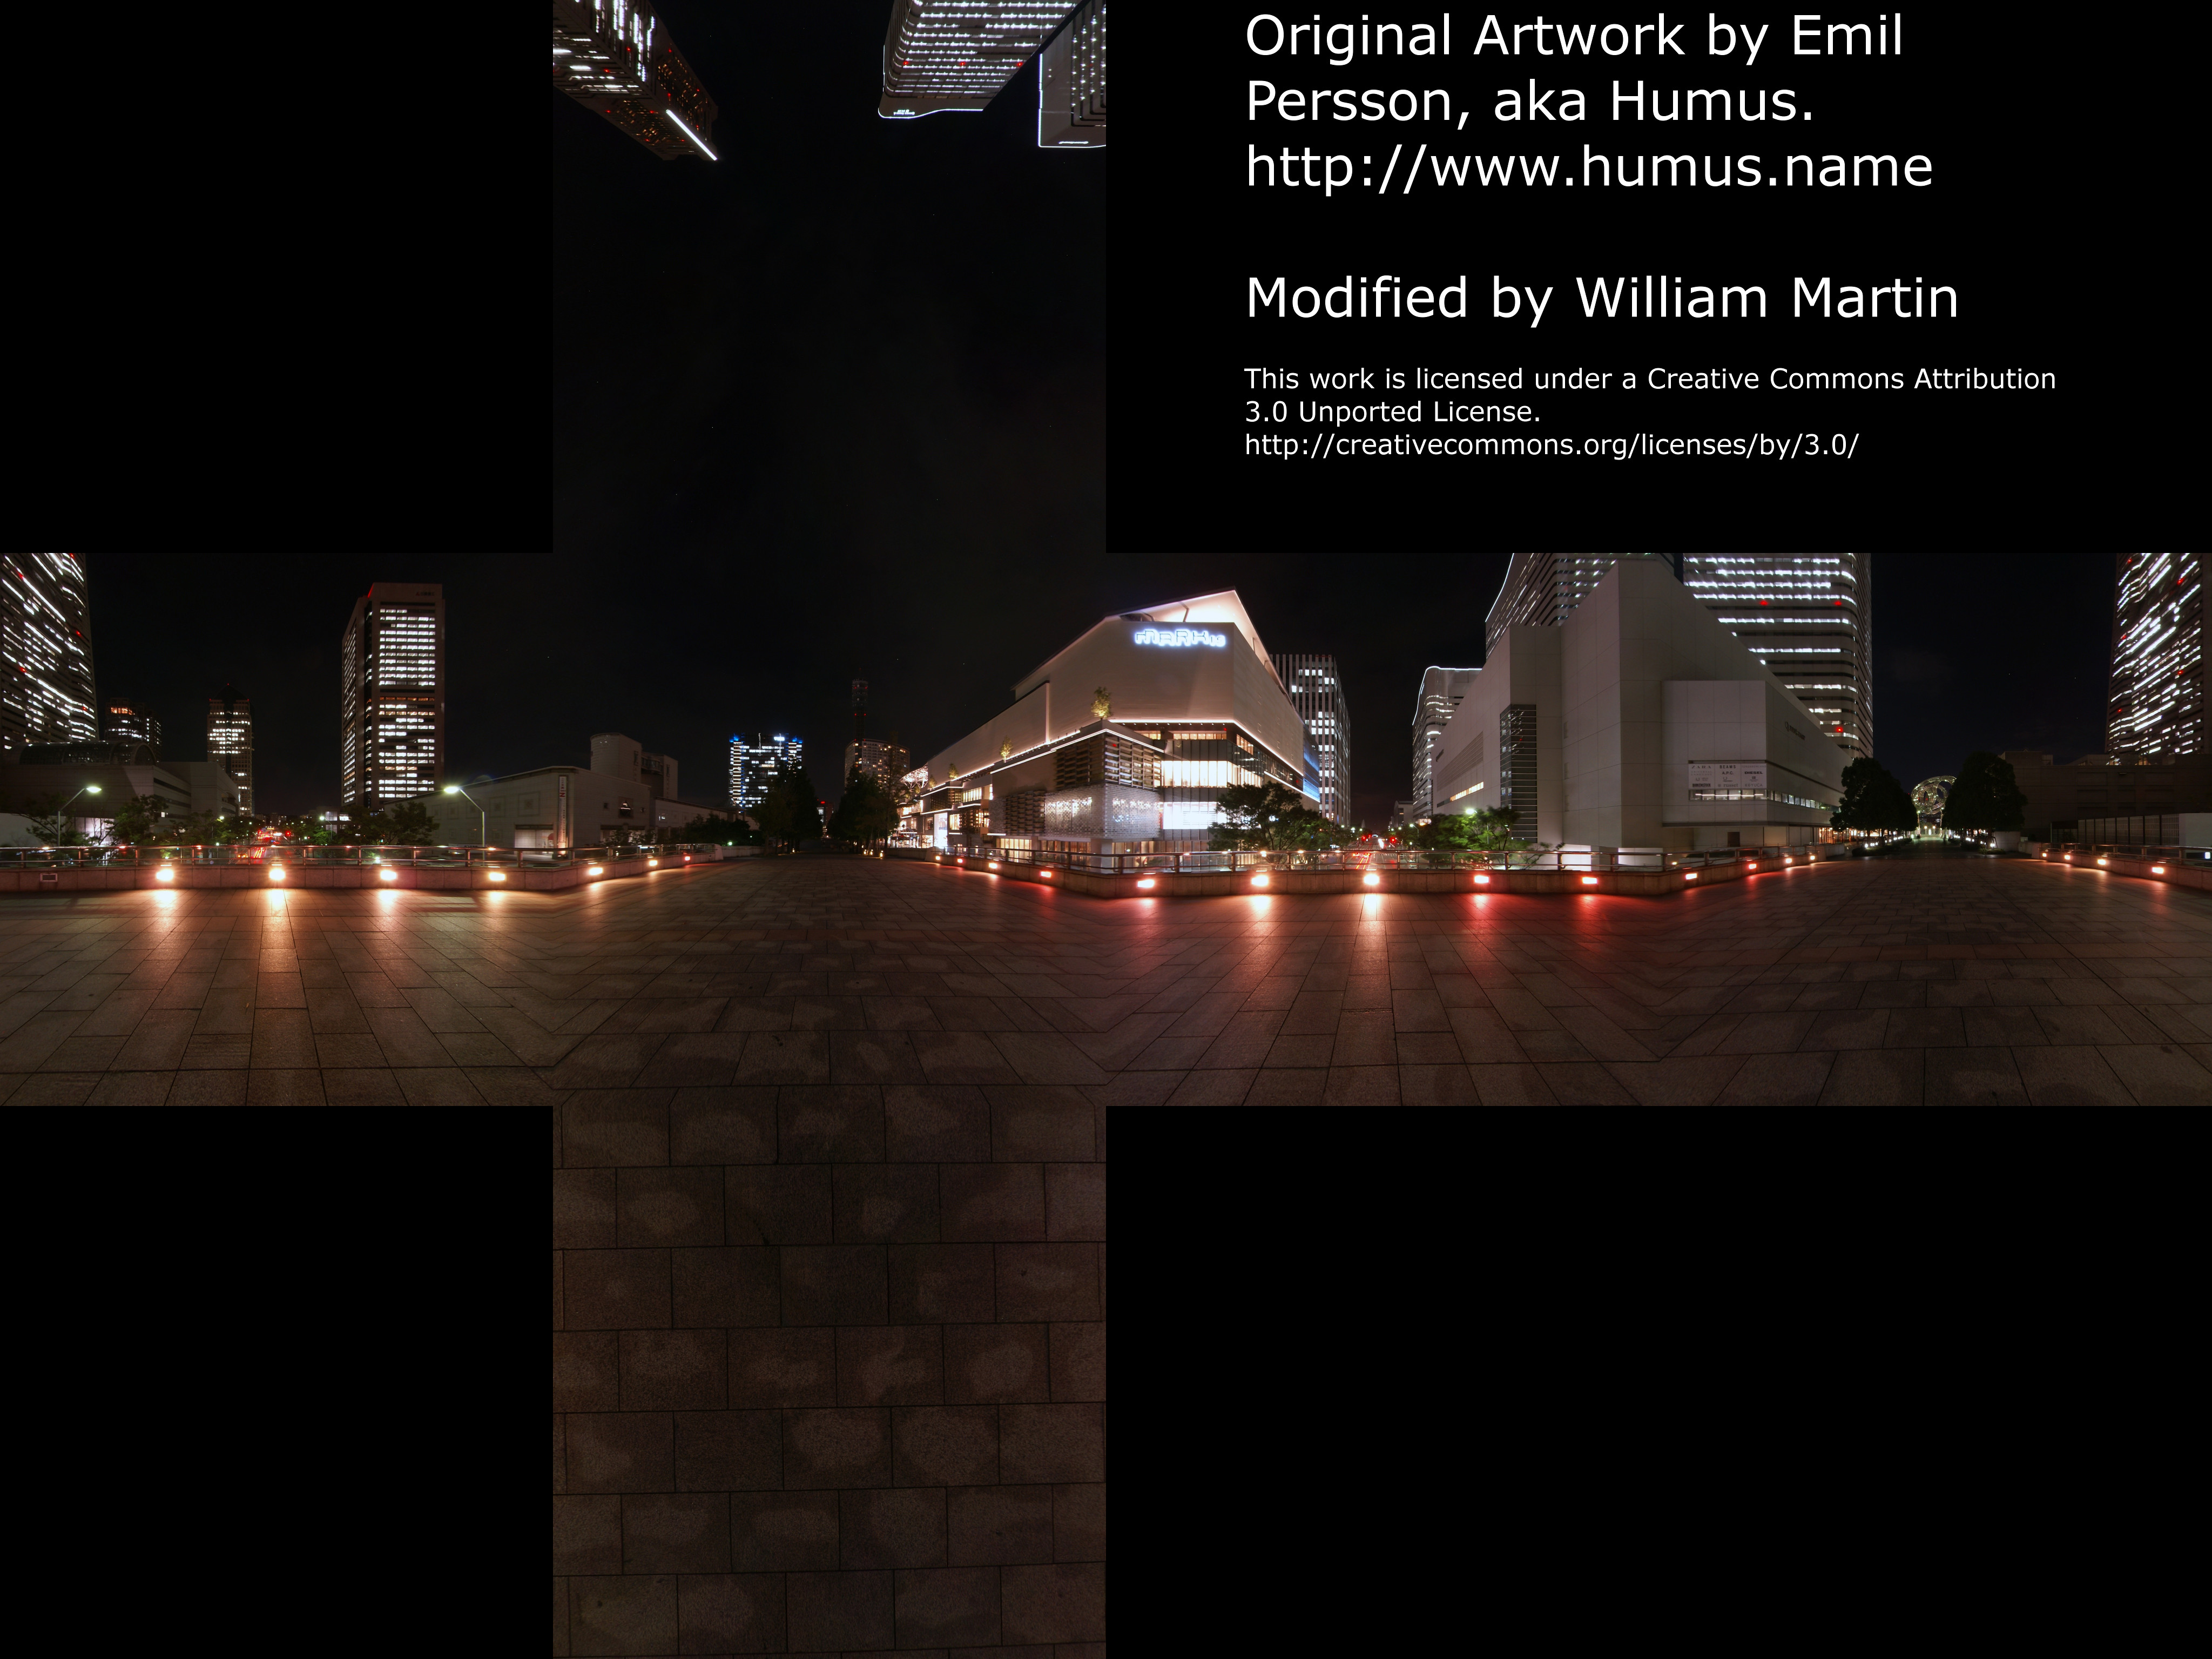 Original Artwork by Emil
Persson, aka Humus.
http://www.humus.name
Modified by William Martin
This work is licensed under a Creative Commons Attribution
3.0 Unported License.
http://creativecommons.org/licenses/by/3.0/
MARK IS